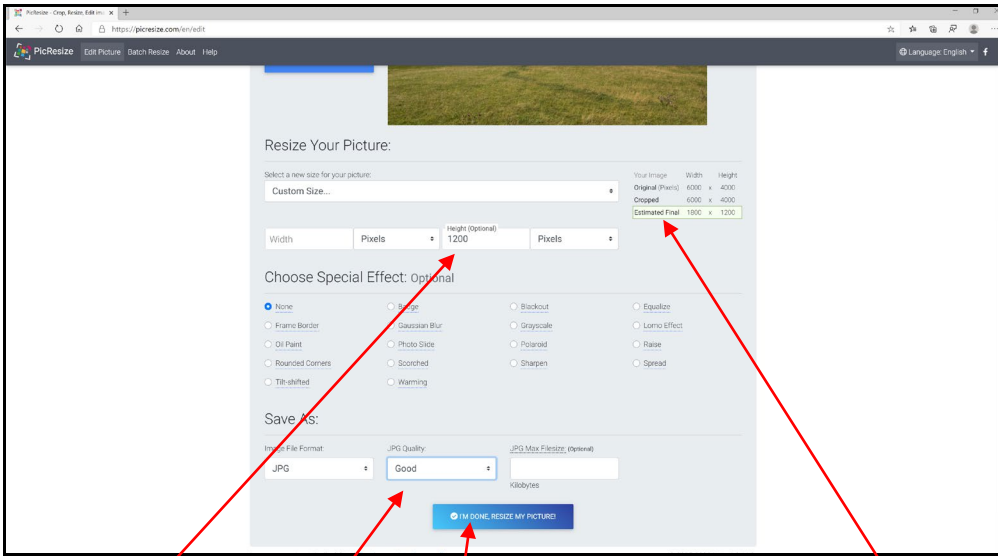 PicResize - Crop, Resize, Edit ima
https://picresize.com/en/edit
PicResize Edit Picture Batch Resize About Help Language: English
Resize Your Picture:
Select a new size for your picture:
Custom Size...
Your Image Width Height
Original (Pixels) 6000 x 4000
Cropped 6000 x 4000
Estimated Final 1800 x 1200
Height (Optional)
Width Pixels 1200 Pixels
Choose Special Effect: Optional
None Badge Blackout Equalize
Frame Border Gaussian Blur Grayscale Lomo Effect
Oil Paint Photo Slide Polaroid Raise
Rounded Corners Scorched Sharpen Spread
Tilt-shifted Warming
Save As:
Image File Format: JPG Quality: JPG Max Filesize: (Optional)
JPG Good
Kilobytes
I'M DONE, RESIZE MY PICTURE!